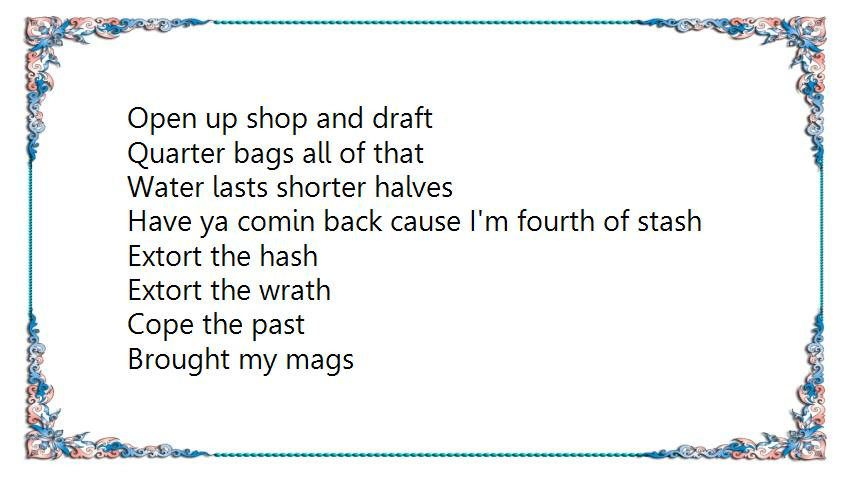 Open up shop and draft
Quarter bags all of that
Water lasts shorter halves
Have ya comin back cause I'm fourth of stash
Extort the hash
Extort the wrath
Cope the past
Brought my mags